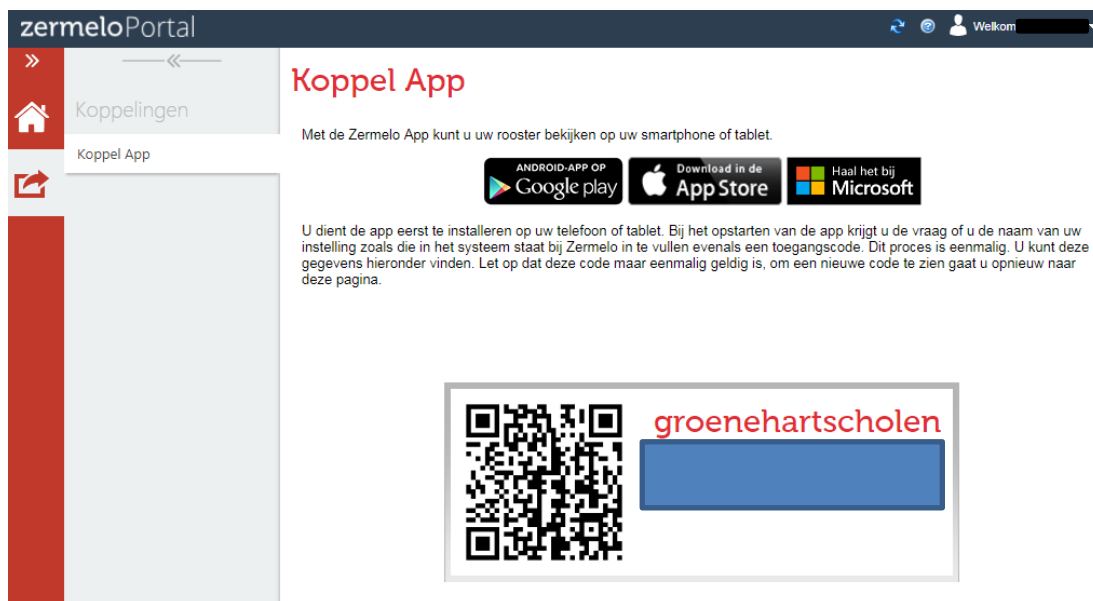 zermeloPortal
Welkom
Koppelingen
Koppel App
Koppel App
Met de Zermelo App kunt u uw rooster bekijken op uw smartphone of tablet.
ANDROID-APP OP
Google play
Download in de
App Store
Haal het bij
Microsoft
U dient de app eerst te installeren op uw telefoon of tablet. Bij het opstarten van de app krijgt u de vraag of u de naam van uw
instelling zoals die in het systeem staat bij Zermelo in te vullen evenals een toegangscode. Dit proces is eenmalig. U kunt deze
gegevens hieronder vinden. Let op dat deze code maar eenmalig geldig is, om een nieuwe code te zien gaat u opnieuw naar
deze pagina.
groenehartscholen